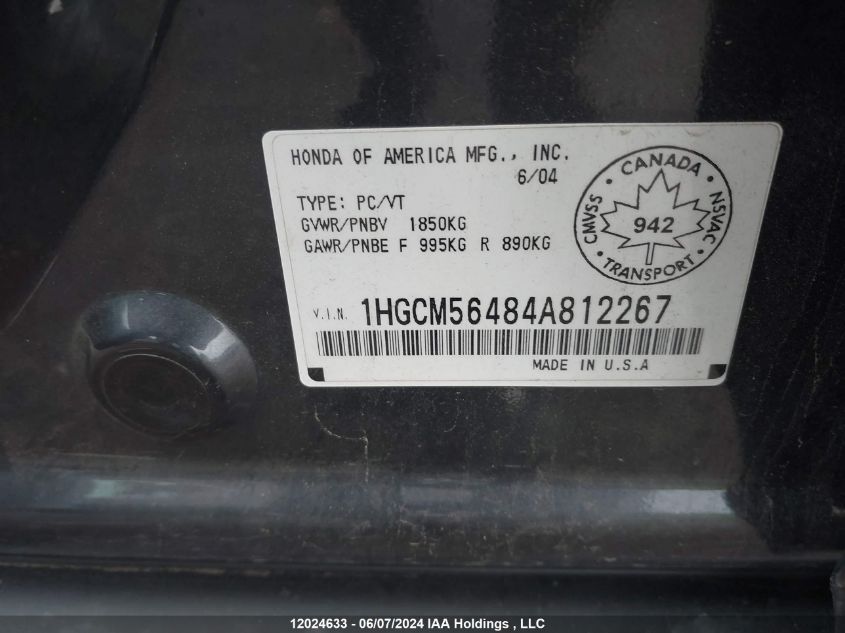 HONDA OF AMERICA MFG., INC.
6/04
TYPE: PC/VT
GVWR/PNBV 1850KG
GAWR/PNBE F 995KG R 890KG
CANADA
CMVSS 942 NSVAC
TRANSPORT
V.I.N. 1HGCM56484A812267
MADE IN U.S.A
12024633 - 06/07/2024 IAA Holdings , LLC